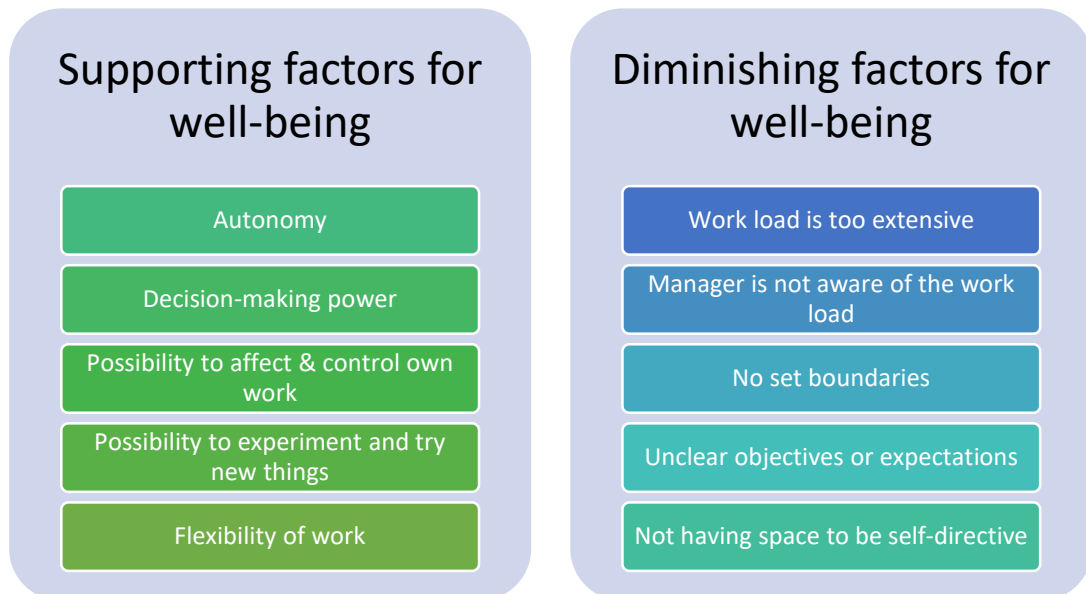 Supporting factors for
well-being
Autonomy
Decision-making power
Possibility to affect & control own
work
Possibility to experiment and try
new things
Flexibility of work
Diminishing factors for
well-being
Work load is too extensive
Manager is not aware of the work
load
No set boundaries
Unclear objectives or expectations
Not having space to be self-directive